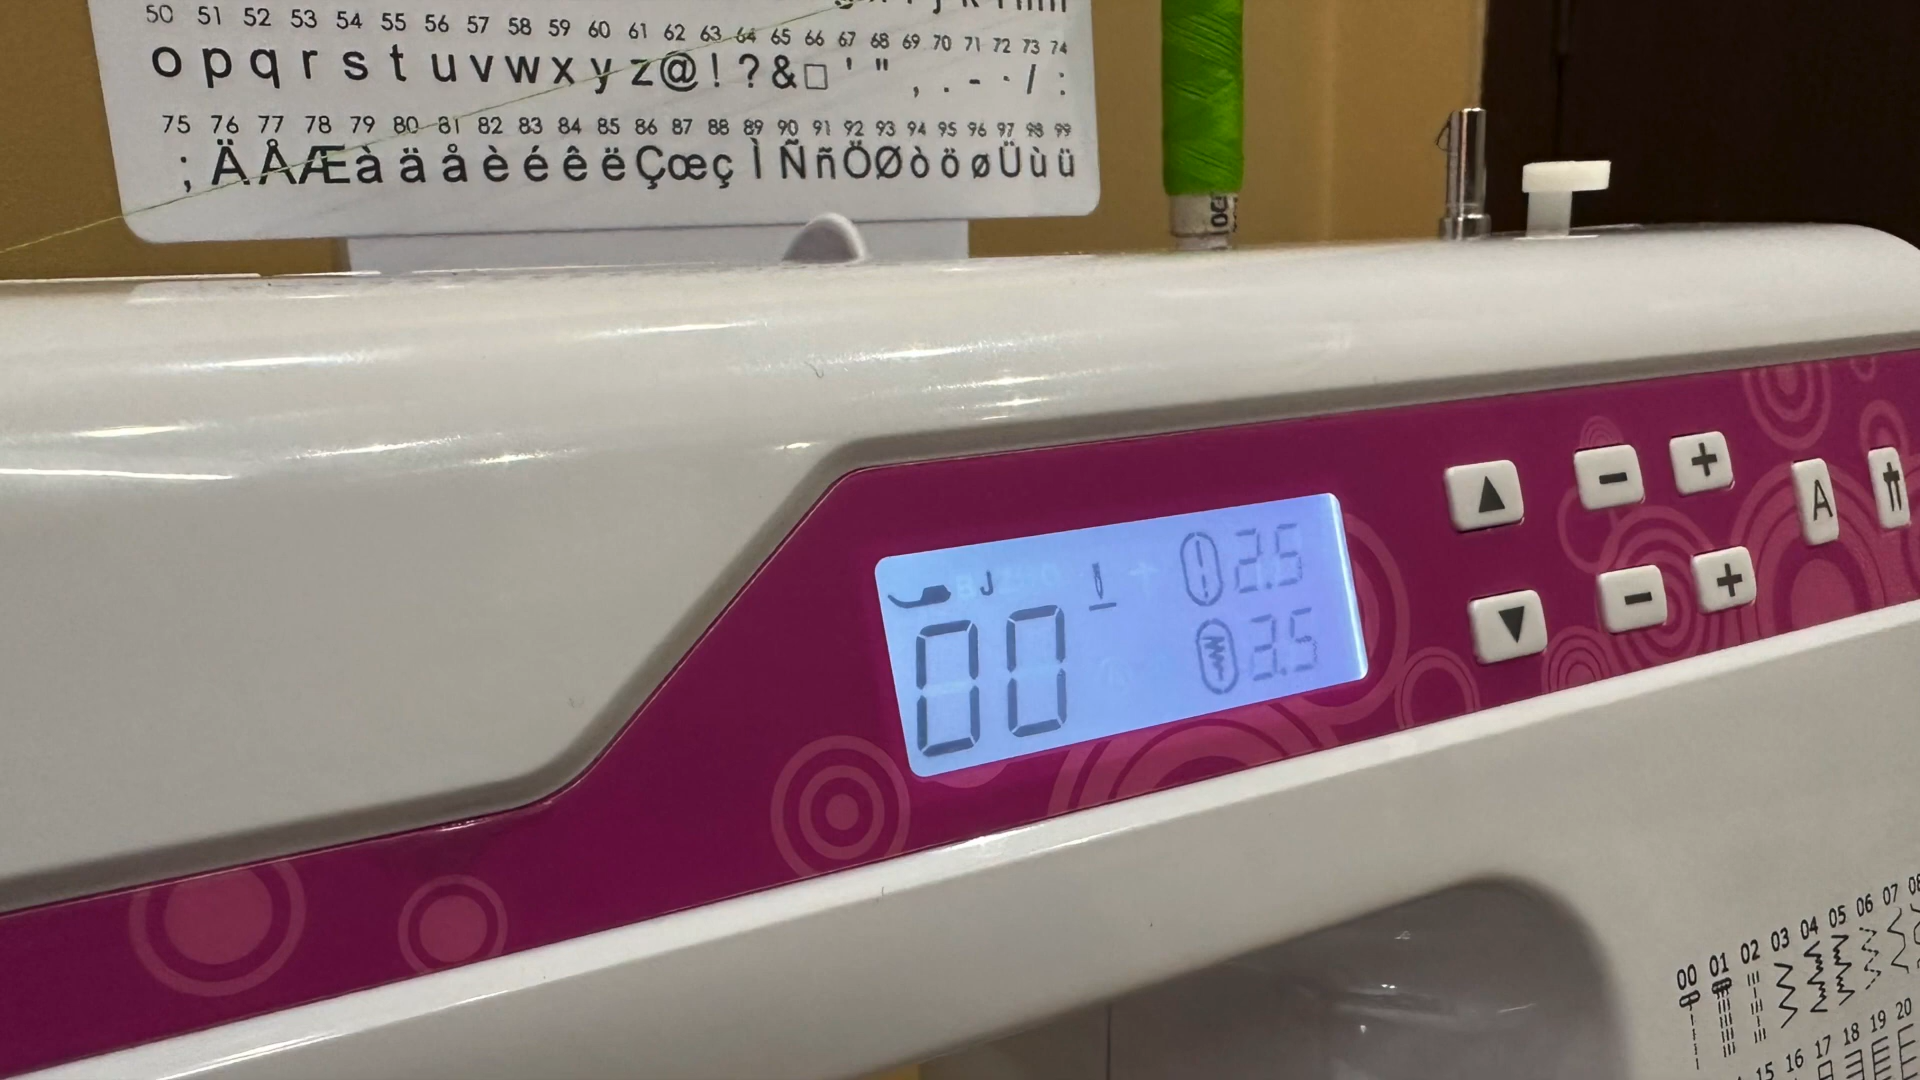 50 51 52 53 54 55 56 57 58 59 60 61 62 63 64 65 66 67 68 69 70 71 72 73 74
o p q r s t u v w x y z @ ! ? & □ ' " , . - · / :
75 76 77 78 79 80 81 82 83 84 85 86 87 88 89 90 91 92 93 94 95 96 97 98 99
; Ä Å Æ à ä å è é ê ë Ç œ ç Ì Ñ ñ Ö Ø ò ö ø Ü ù ü
J
2.5
00
3.5
- +
A
- +
00 01 02 03 04 05 06 07 08
15 16 17 18 19 20